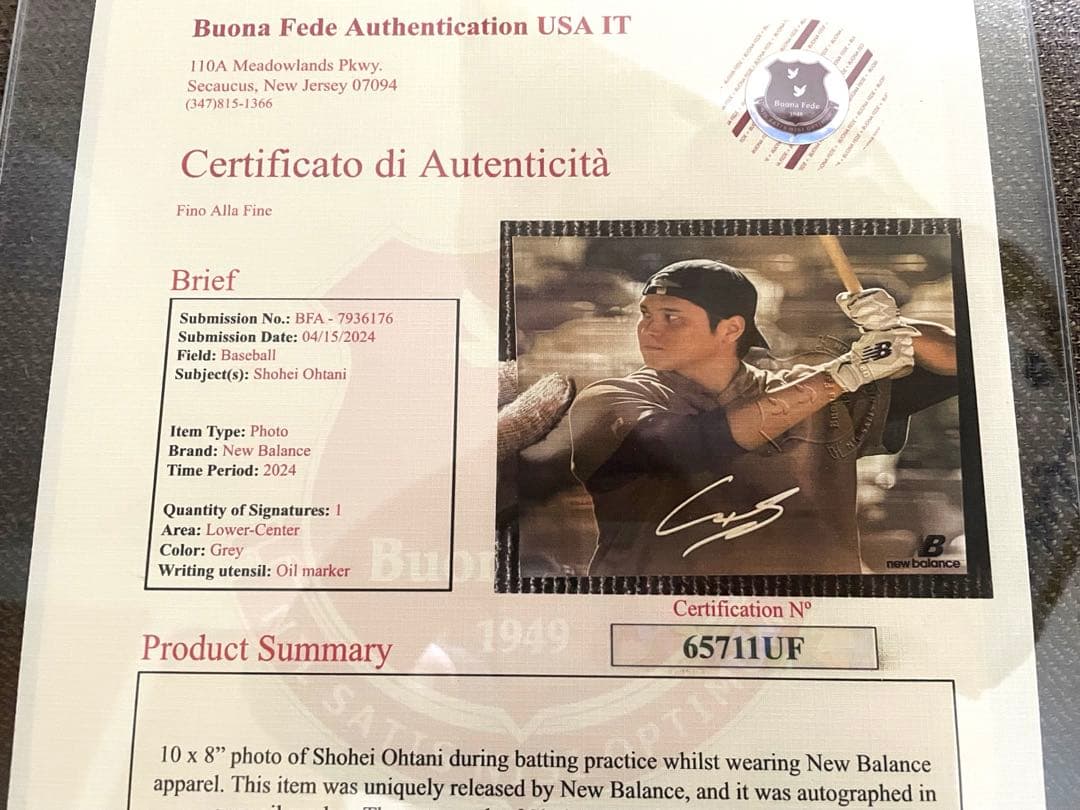 Buona Fede Authentication USA IT
110A Meadowlands Pkwy.
Secaucus, New Jersey 07094
(347)815-1366
Buona Fede
1949
Certificato di Autenticità
Fino Alla Fine
Brief
Submission No.: BFA - 7936176
Submission Date: 04/15/2024
Field: Baseball
Subject(s): Shohei Ohtani
Item Type: Photo
Brand: New Balance
Time Period: 2024
Quantity of Signatures: 1
Area: Lower-Center
Color: Grey
Writing utensil: Oil marker
new balance
Certification Nº
65711UF
1949
Product Summary
10 x 8” photo of Shohei Ohtani during batting practice whilst wearing New Balance
apparel. This item was uniquely released by New Balance, and it was autographed in